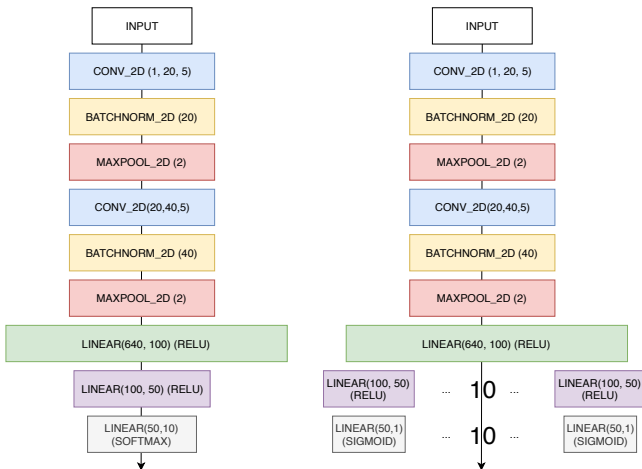 INPUT
CONV_2D (1, 20, 5)
BATCHNORM_2D (20)
MAXPOOL_2D (2)
CONV_2D(20,40,5)
BATCHNORM_2D (40)
MAXPOOL_2D (2)
LINEAR(640, 100) (RELU)
LINEAR(100, 50) (RELU)
LINEAR(50,10)
(SOFTMAX)
INPUT
CONV_2D (1, 20, 5)
BATCHNORM_2D (20)
MAXPOOL_2D (2)
CONV_2D(20,40,5)
BATCHNORM_2D (40)
MAXPOOL_2D (2)
LINEAR(640, 100) (RELU)
LINEAR(100, 50)
(RELU)
... 10 ...
LINEAR(100, 50)
(RELU)
LINEAR(50,1)
(SIGMOID)
... 10 ...
LINEAR(50,1)
(SIGMOID)